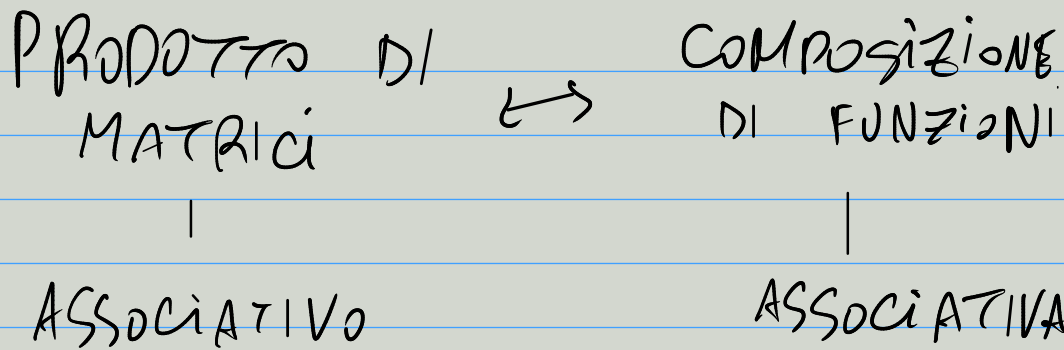 PRODOTTO DI
MATRICI
↔
COMPOSIZIONE
DI FUNZIONI
ASSOCIATIVO
ASSOCIATIVA